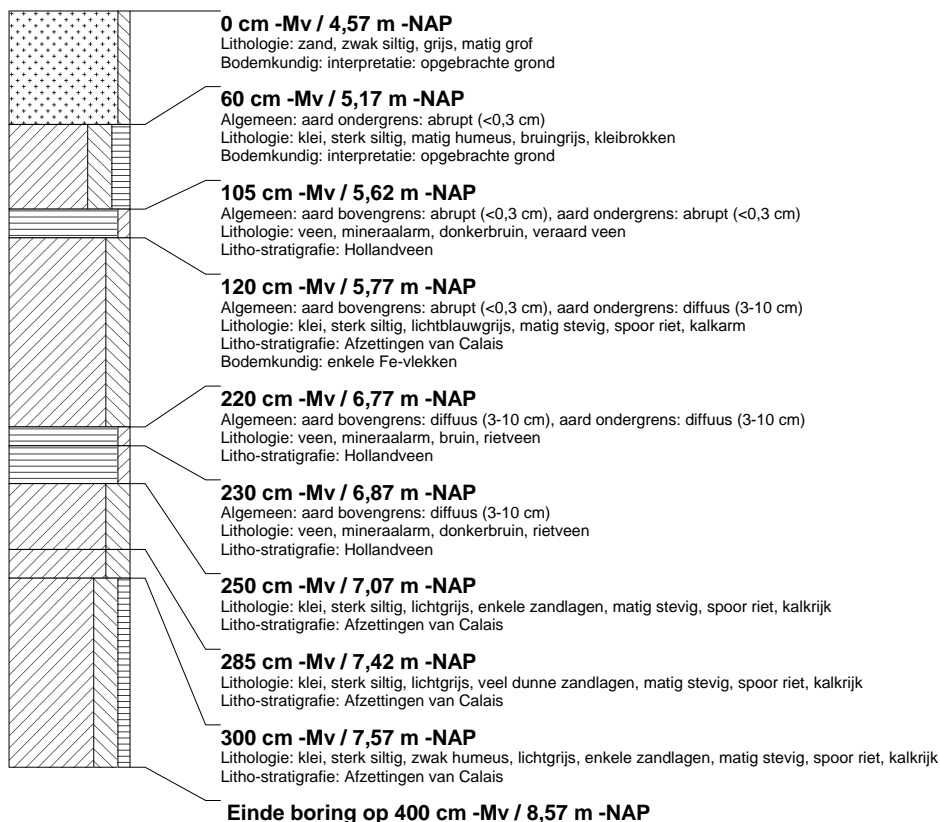 0 cm -Mv / 4,57 m -NAP
Lithologie: zand, zwak siltig, grijs, matig grof
Bodemkundig: interpretatie: opgebrachte grond
60 cm -Mv / 5,17 m -NAP
Algemeen: aard ondergrens: abrupt (<0,3 cm)
Lithologie: klei, sterk siltig, matig humeus, bruingrijs, kleibrokken
Bodemkundig: interpretatie: opgebrachte grond
105 cm -Mv / 5,62 m -NAP
Algemeen: aard bovengrens: abrupt (<0,3 cm), aard ondergrens: abrupt (<0,3 cm)
Lithologie: veen, mineraalarm, donkerbruin, veraard veen
Litho-stratigrafie: Hollandveen
120 cm -Mv / 5,77 m -NAP
Algemeen: aard bovengrens: abrupt (<0,3 cm), aard ondergrens: diffuus (3-10 cm)
Lithologie: klei, sterk siltig, lichtblauwgrijs, matig stevig, spoor riet, kalkarm
Litho-stratigrafie: Afzettingen van Calais
Bodemkundig: enkele Fe-vlekken
220 cm -Mv / 6,77 m -NAP
Algemeen: aard bovengrens: diffuus (3-10 cm), aard ondergrens: diffuus (3-10 cm)
Lithologie: veen, mineraalarm, bruin, rietveen
Litho-stratigrafie: Hollandveen
230 cm -Mv / 6,87 m -NAP
Algemeen: aard bovengrens: diffuus (3-10 cm)
Lithologie: veen, mineraalarm, donkerbruin, rietveen
Litho-stratigrafie: Hollandveen
250 cm -Mv / 7,07 m -NAP
Lithologie: klei, sterk siltig, lichtgrijs, enkele zandlagen, matig stevig, spoor riet, kalkrijk
Litho-stratigrafie: Afzettingen van Calais
285 cm -Mv / 7,42 m -NAP
Lithologie: klei, sterk siltig, lichtgrijs, veel dunne zandlagen, matig stevig, spoor riet, kalkrijk
Litho-stratigrafie: Afzettingen van Calais
300 cm -Mv / 7,57 m -NAP
Lithologie: klei, sterk siltig, zwak humeus, lichtgrijs, enkele zandlagen, matig stevig, spoor riet, kalkrijk
Litho-stratigrafie: Afzettingen van Calais
Einde boring op 400 cm -Mv / 8,57 m -NAP